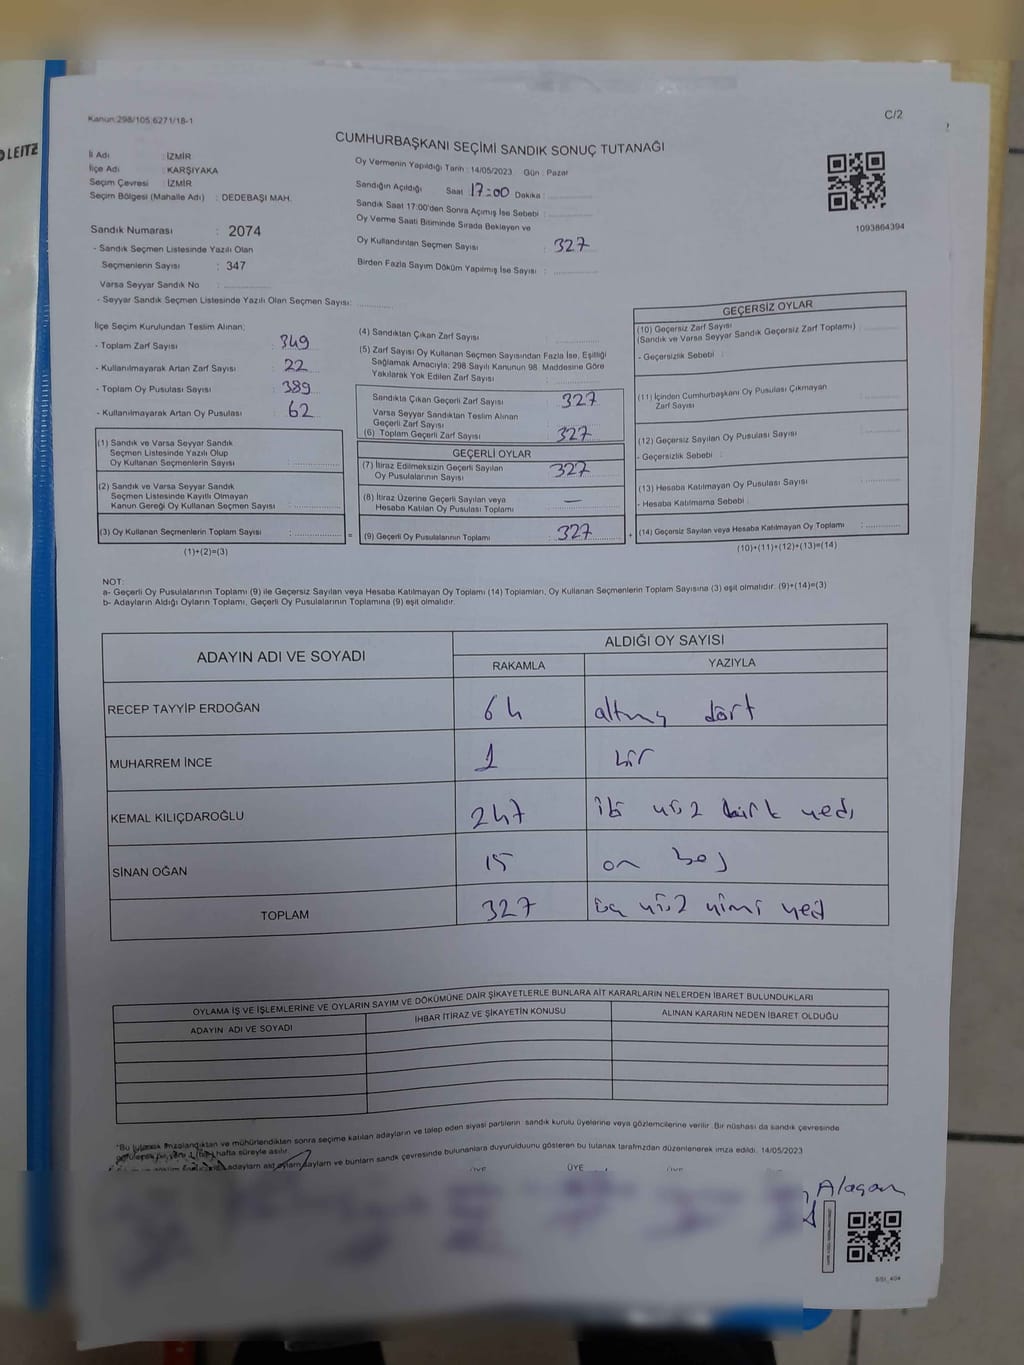 LEITZ
Kanun:298/105.6271/18-1
C/2
CUMHURBAŞKANI SEÇİMİ SANDIK SONUÇ TUTANAĞI
İl Adı : İZMİR
İlçe Adı : KARŞIYAKA
Seçim Çevresi : İZMİR
Seçim Bölgesi (Mahalle Adı) : DEDEBAŞI MAH.
Sandık Numarası : 2074
- Sandık Seçmen Listesinde Yazılı Olan
Seçmenlerin Sayısı : 347
Varsa Seyyar Sandık No :
- Seyyar Sandık Seçmen Listesinde Yazılı Olan Seçmen Sayısı:
Oy Vermenin Yapıldığı Tarih : 14/05/2023 Gün : Pazar
Sandığın Açıldığı Saat 17:00 Dakika :
Sandık Saat 17:00'den Sonra Açımış İse Sebebi :
Oy Verme Saati Bitiminde Sırada Bekleyen ve
Oy Kullandırılan Seçmen Sayısı : 327
Birden Fazla Sayım Döküm Yapılmış İse Sayısı :
1093864394
İlçe Seçim Kurulundan Teslim Alınan;
- Toplam Zarf Sayısı : 349
- Kullanılmayarak Artan Zarf Sayısı : 22
- Toplam Oy Pusulası Sayısı : 389
- Kullanılmayarak Artan Oy Pusulası : 62
(1) Sandık ve Varsa Seyyar Sandık
Seçmen Listesinde Yazılı Olup
Oy Kullanan Seçmenlerin Sayısı :
(2) Sandık ve Varsa Seyyar Sandık
Seçmen Listesinde Kayıtlı Olmayan
Kanun Gereği Oy Kullanan Seçmen Sayısı :
(3) Oy Kullanan Seçmenlerin Toplam Sayısı : =
(1)+(2)=(3)
(4) Sandıktan Çıkan Zarf Sayısı :
(5) Zarf Sayısı Oy Kullanan Seçmen Sayısından Fazla İse, Eşitliği
Sağlamak Amacıyla; 298 Sayılı Kanunun 98. Maddesine Göre
Yakılarak Yok Edilen Zarf Sayısı :
Sandıkta Çıkan Geçerli Zarf Sayısı : 327
Varsa Seyyar Sandıktan Teslim Alınan
Geçerli Zarf Sayısı :
(6) Toplam Geçerli Zarf Sayısı : 327
GEÇERLİ OYLAR
(7) İtiraz Edilmeksizin Geçerli Sayılan
Oy Pusulalarının Sayısı : 327
(8) İtiraz Üzerine Geçerli Sayılan veya
Hesaba Katılan Oy Pusulası Toplamı : —
(9) Geçerli Oy Pusulalarının Toplamı : 327 +
GEÇERSİZ OYLAR
(10) Geçersiz Zarf Sayısı
(Sandık ve Varsa Seyyar Sandık Geçersiz Zarf Toplamı) :
- Geçersizlik Sebebi :
(11) İçinden Cumhurbaşkanı Oy Pusulası Çıkmayan
Zarf Sayısı :
(12) Geçersiz Sayılan Oy Pusulası Sayısı :
- Geçersizlik Sebebi :
(13) Hesaba Katılmayan Oy Pusulası Sayısı :
- Hesaba Katılmama Sebebi :
(14) Geçersiz Sayılan veya Hesaba Katılmayan Oy Toplamı :
(10)+(11)+(12)+(13)=(14)
NOT:
a- Geçerli Oy Pusulalarının Toplamı (9) ile Geçersiz Sayılan veya Hesaba Katılmayan Oy Toplamı (14) Toplamları, Oy Kullanan Seçmenlerin Toplam Sayısına (3) eşit olmalıdır. (9)+(14)=(3)
b- Adayların Aldığı Oyların Toplamı, Geçerli Oy Pusulalarının Toplamına (9) eşit olmalıdır.
ADAYIN ADI VE SOYADI ALDIĞI OY SAYISI
RAKAMLA YAZIYLA
RECEP TAYYİP ERDOĞAN 64 altmış dört
MUHARREM İNCE 1 bir
KEMAL KILIÇDAROĞLU 247 iki yüz kırk yedi
SİNAN OĞAN 15 on beş
TOPLAM 327 üç yüz yirmi yedi
OYLAMA İŞ VE İŞLEMLERİNE VE OYLARIN SAYIM VE DÖKÜMÜNE DAİR ŞİKAYETLERLE BUNLARA AİT KARARLARIN NELERDEN İBARET BULUNDUKLARI
ADAYIN ADI VE SOYADI İHBAR İTİRAZ VE ŞİKAYETİN KONUSU ALINAN KARARIN NEDEN İBARET OLDUĞU
*Bu tutanak imzalandıktan ve mühürlendikten sonra seçime katılan adayların ve talep eden siyasi partilerin sandık kurulu üyelerine veya gözlemcilerine verilir. Bir nüshası da sandık çevresinde
hafta süreyle asılır.
adayların adı oyların sayları ve bunların sandık çevresinde bulunanlara duyurulduunu gösteren bu tutanak tarafımzdan düzenlenerek imza edildi. 14/05/2023
ÜYE ÜYE ÜYE
Alagan
SSİ_404